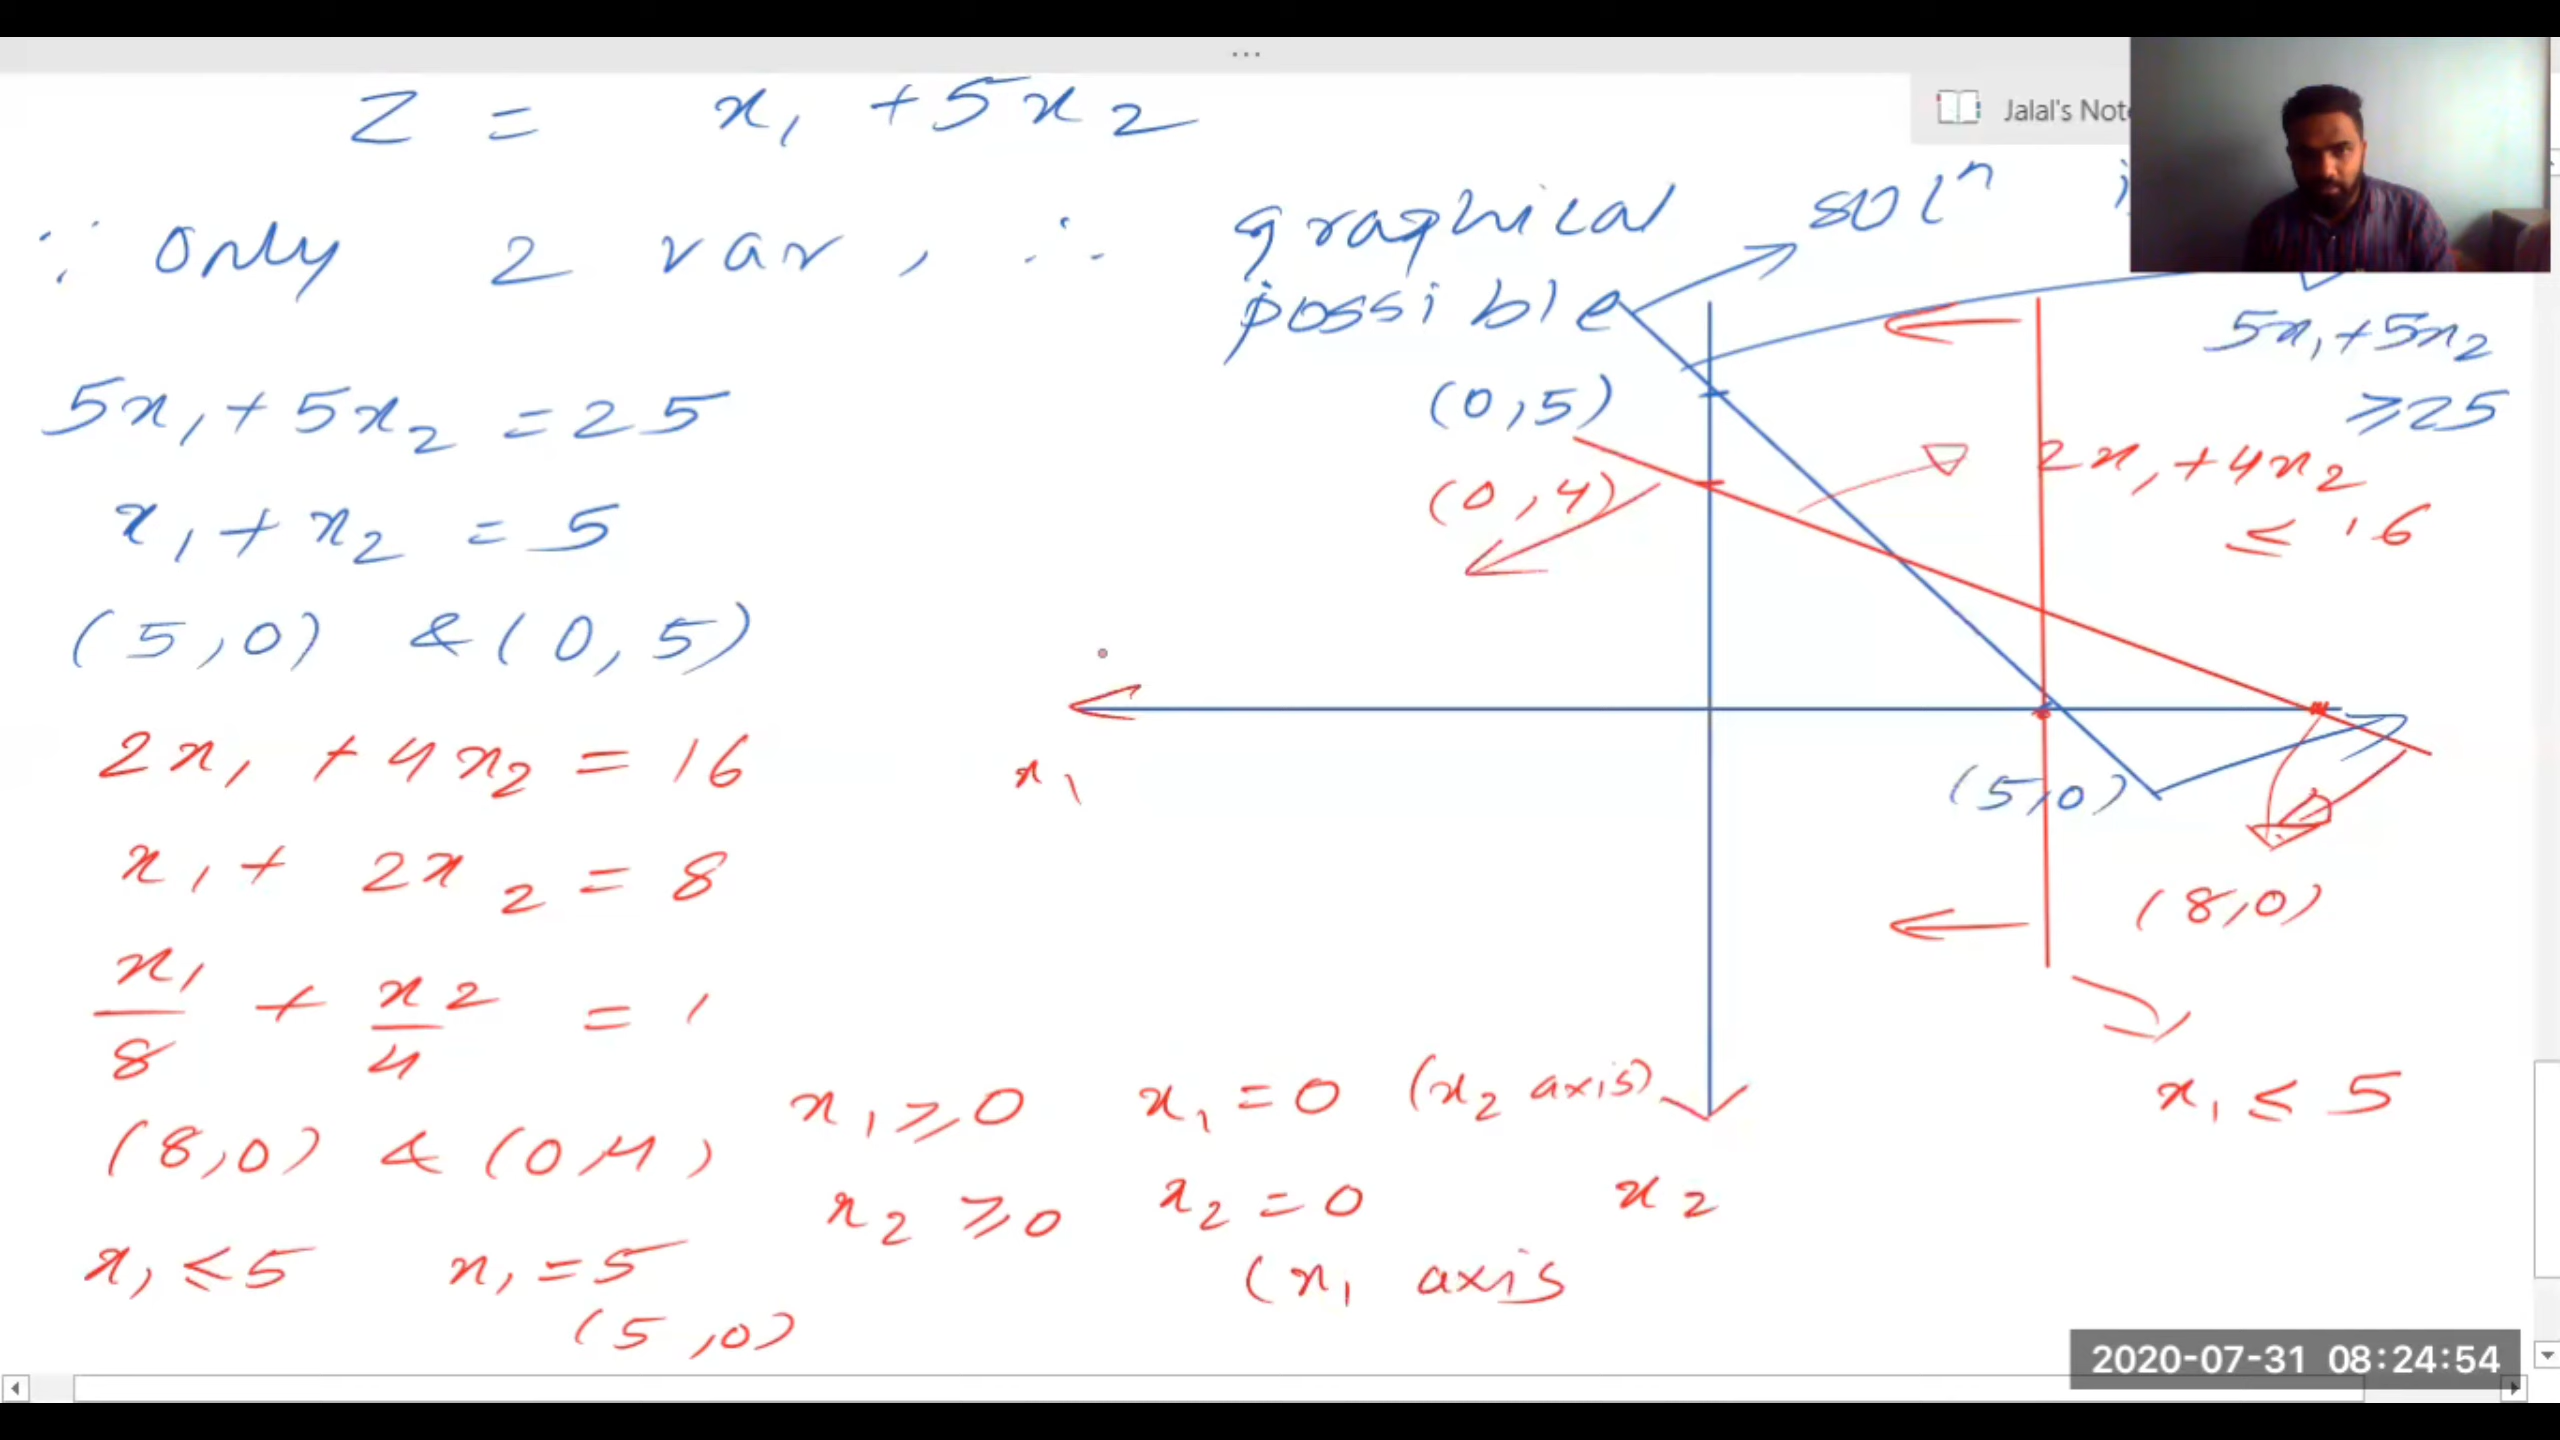 Z = x1 + 5x2
Jalal's Not
∵ only 2 var, ∴ graphical soln
possible
5x1 + 5x2 = 25
x1 + x2 = 5
(5,0) & (0,5)
2x1 + 4x2 = 16
x1 + 2x2 = 8
x1/8 + x2/4 = 1
(8,0) & (0,4)
x1 ≤ 5 x1 = 5
(5,0)
x1 ≥ 0 x1 = 0 (x2 axis)
x2 ≥ 0 x2 = 0
(x1 axis
(0,5)
(0,4)
5x1 + 5x2
≥ 25
2x1 + 4x2
≤ 16
x1
(5,0)
(8,0)
x1 ≤ 5
x2
2020-07-31 08:24:54